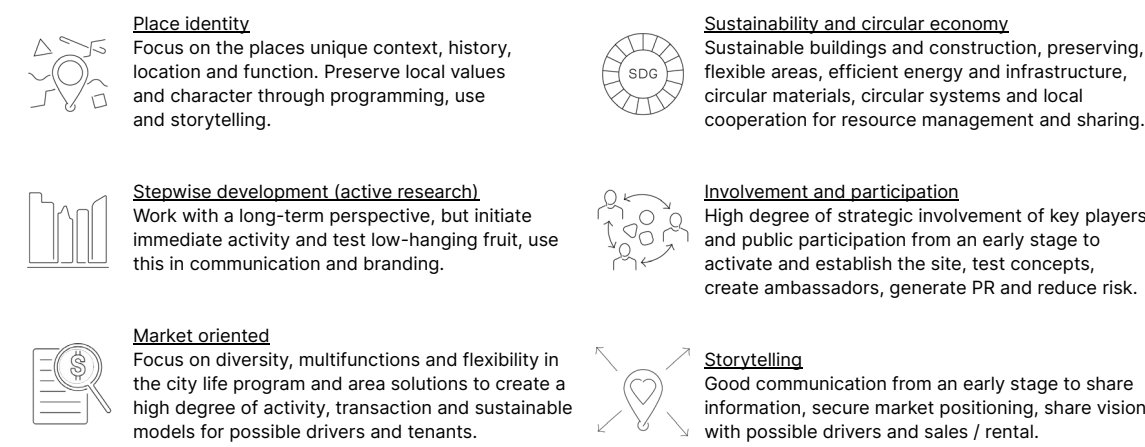 Place identity
Focus on the places unique context, history,
location and function. Preserve local values
and character through programming, use
and storytelling.
Stepwise development (active research)
Work with a long-term perspective, but initiate
immediate activity and test low-hanging fruit, use
this in communication and branding.
Market oriented
Focus on diversity, multifunctions and flexibility in
the city life program and area solutions to create a
high degree of activity, transaction and sustainable
models for possible drivers and tenants.
$
SDG
Sustainability and circular economy
Sustainable buildings and construction, preserving,
flexible areas, efficient energy and infrastructure,
circular materials, circular systems and local
cooperation for resource management and sharing.
Involvement and participation
High degree of strategic involvement of key players
and public participation from an early stage to
activate and establish the site, test concepts,
create ambassadors, generate PR and reduce risk.
Storytelling
Good communication from an early stage to share
information, secure market positioning, share vision
with possible drivers and sales / rental.